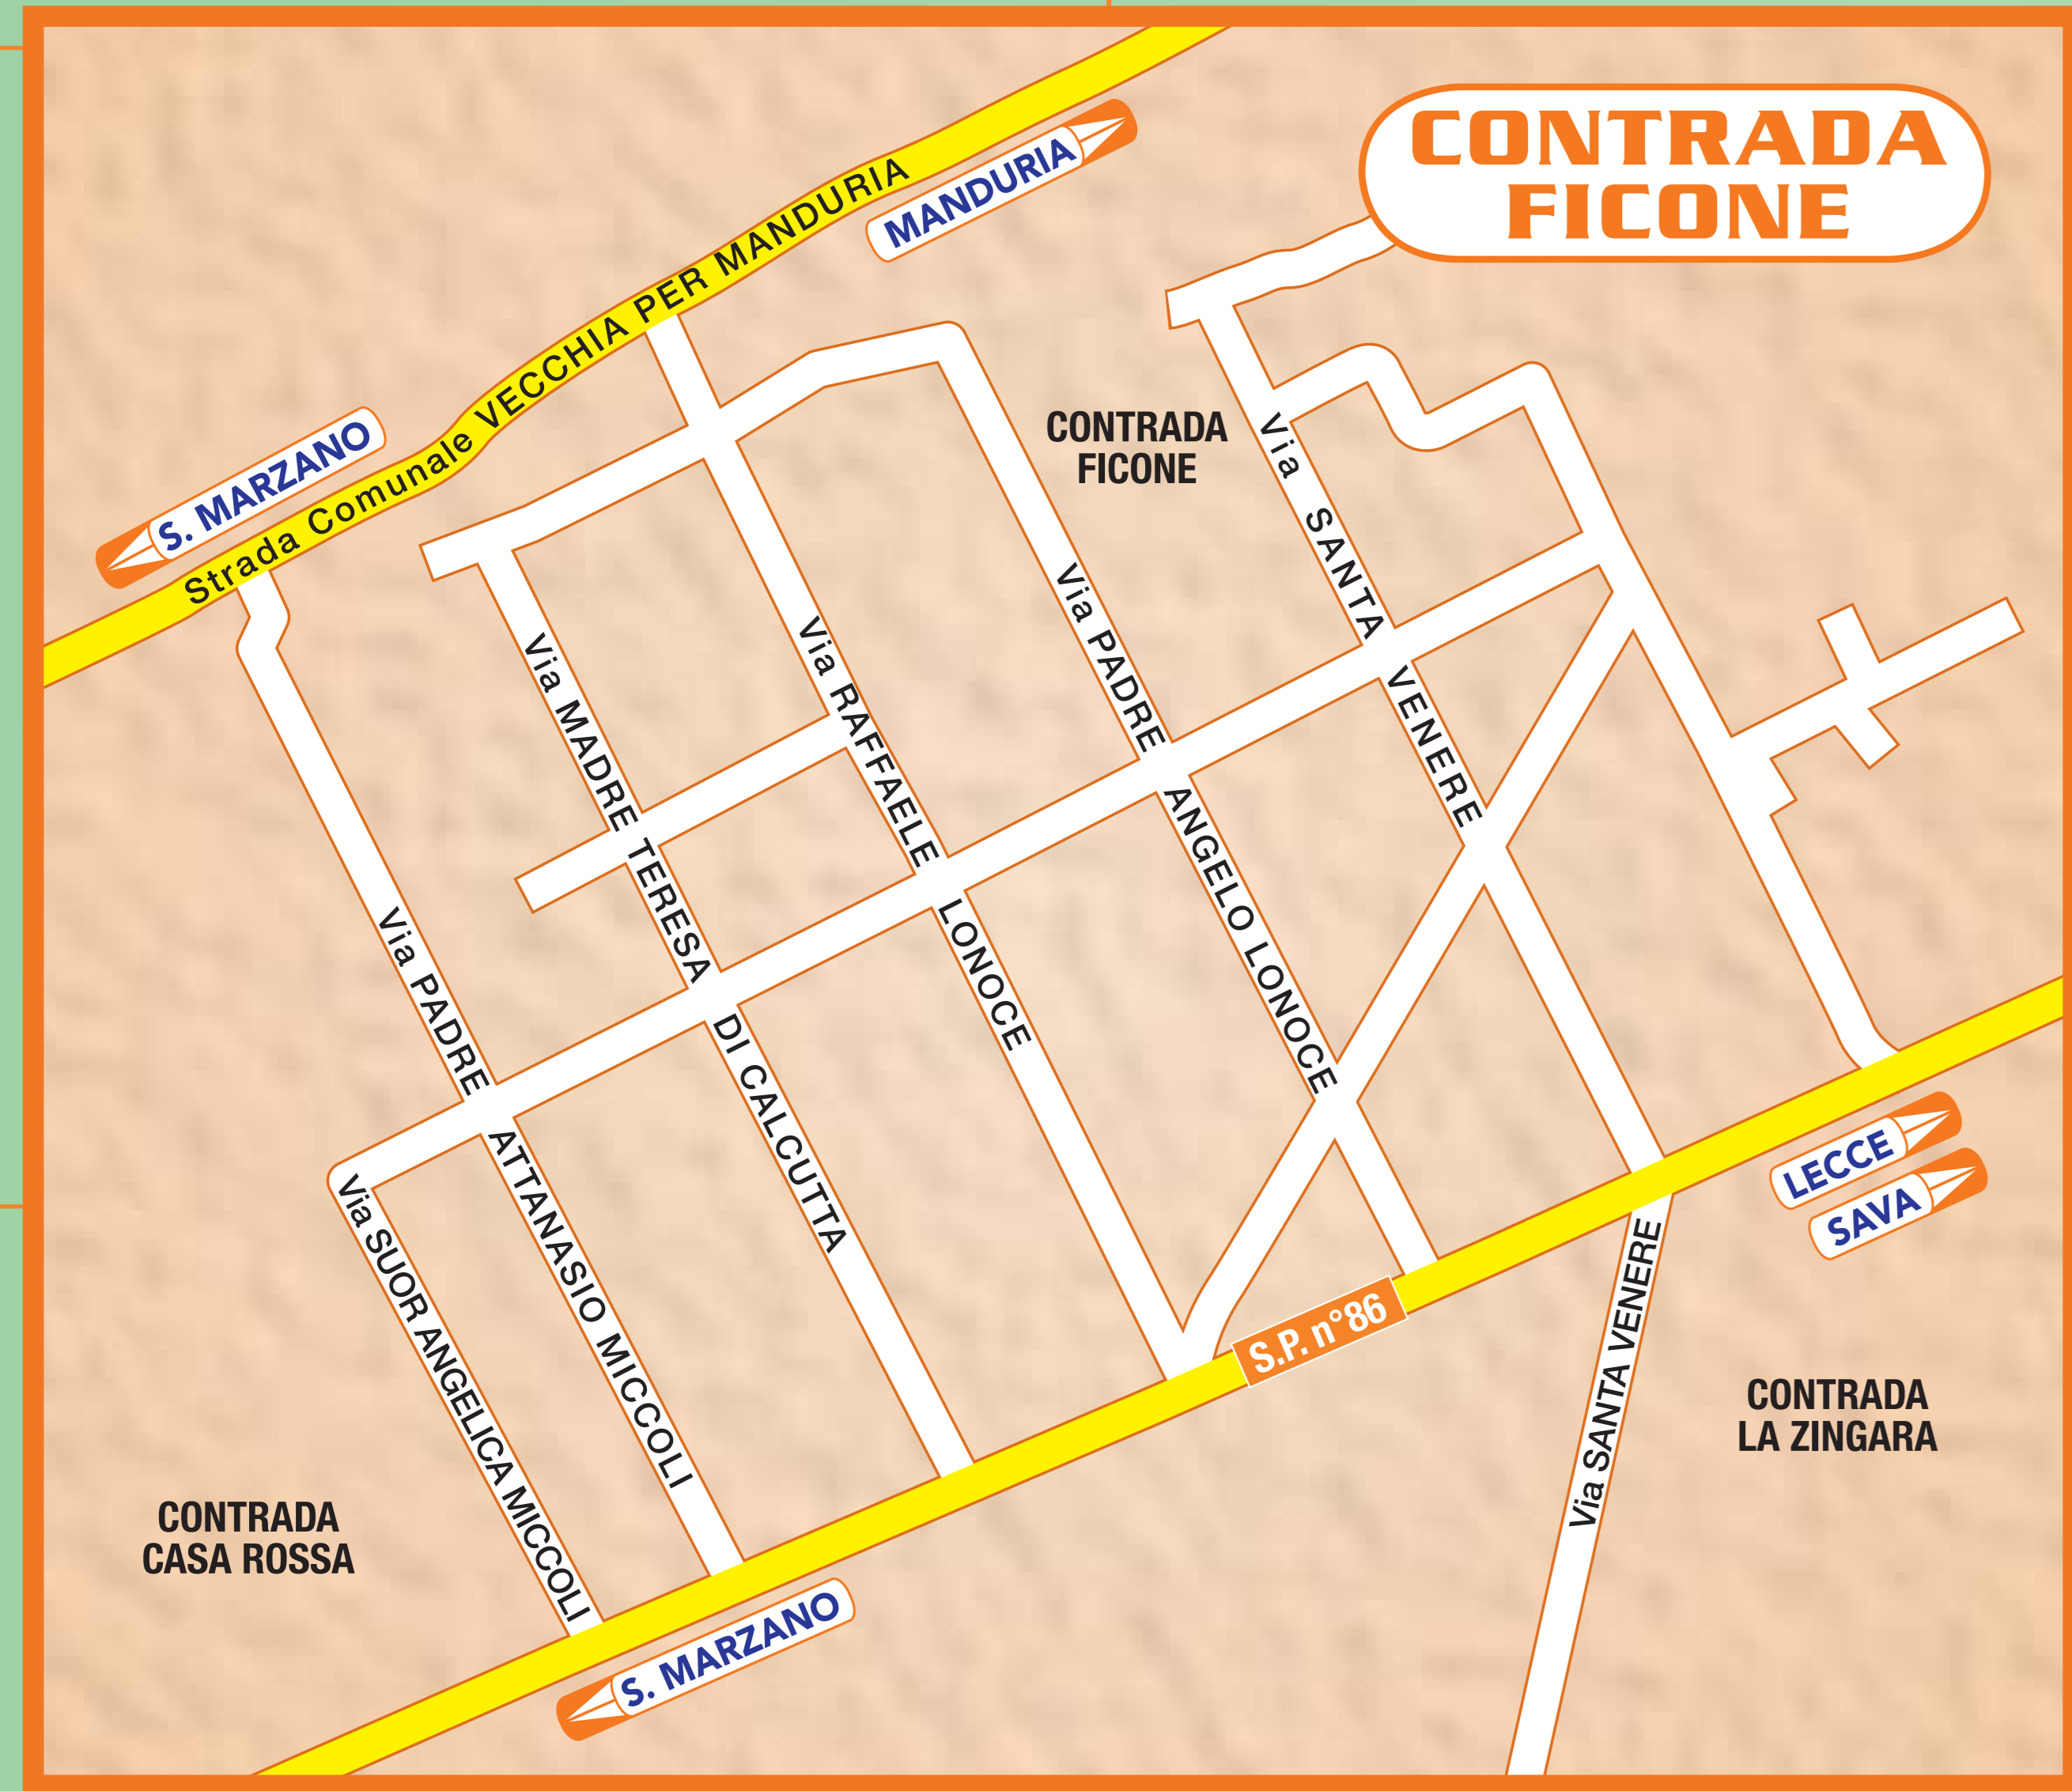 CONTRADA
FICONE
MANDURIA
Strada Comunale VECCHIA PER MANDURIA
S. MARZANO
CONTRADA
FICONE
Via SANTA VENERE
Via PADRE ANGELO LONOCE
Via RAFFAELE LONOCE
Via MADRE TERESA DI CALCUTTA
Via PADRE ATTANASIO MICCOLI
Via SUOR ANGELICA MICCOLI
LECCE
SAVA
S.P. n°86
Via SANTA VENERE
CONTRADA
LA ZINGARA
CONTRADA
CASA ROSSA
S. MARZANO